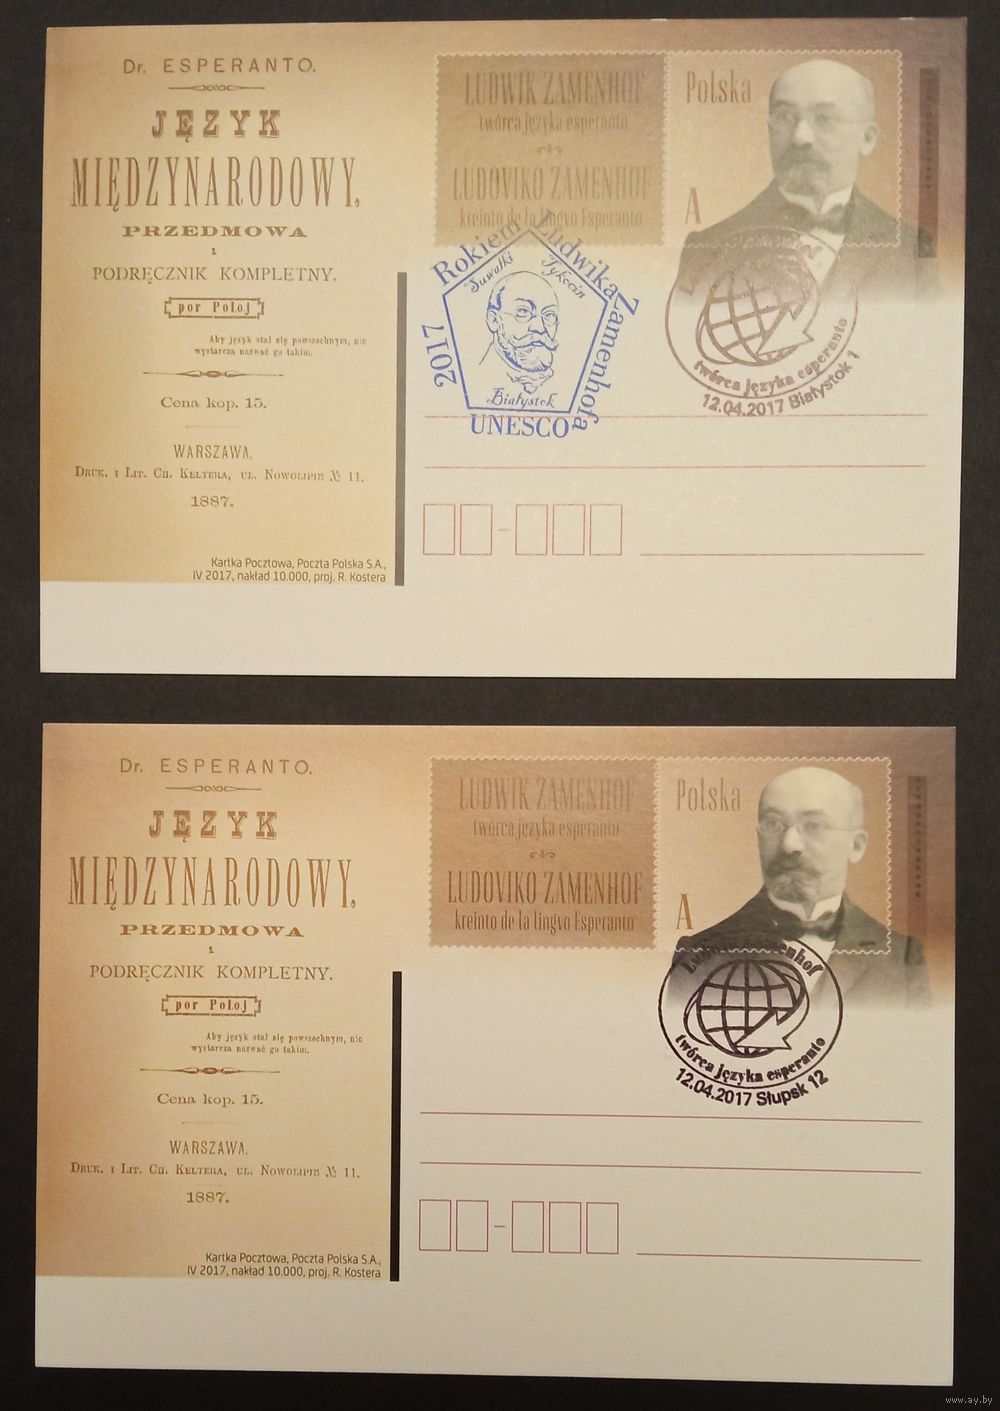 Dr. ESPERANTO.
JĘZYK
MIĘDZYNARODOWY.
PRZEDMOWA
i
PODRĘCZNIK KOMPLETNY.
por Poloj
Aby język stał się powszechnym, nie
wystarcza nazwać go takim.
Cena kop. 15.
WARSZAWA.
Druk. i Lit. Ch. Keltera, ul. Nowolipie № 11.
1887.
Kartka Pocztowa, Poczta Polska S.A.,
IV 2017, nakład 10.000, proj. R. Kostera
LUDWIK ZAMENHOF
twórca języka esperanto
LUDOVIKO ZAMENHOF
kreinto de la lingvo Esperanto
Polska
A
2017 Rokiem Ludwika Zamenhofa
Suwałki Tykocin
Białystok
UNESCO
twórca języka esperanto
12.04.2017 Białystok 1
Dr. ESPERANTO.
JĘZYK
MIĘDZYNARODOWY.
PRZEDMOWA
i
PODRĘCZNIK KOMPLETNY.
por Poloj
Aby język stał się powszechnym, nie
wystarcza nazwać go takim.
Cena kop. 15.
WARSZAWA.
Druk. i Lit. Ch. Keltera, ul. Nowolipie № 11.
1887.
Kartka Pocztowa, Poczta Polska S.A.,
IV 2017, nakład 10.000, proj. R. Kostera
LUDWIK ZAMENHOF
twórca języka esperanto
LUDOVIKO ZAMENHOF
kreinto de la lingvo Esperanto
Polska
A
twórca języka esperanto
12.04.2017 Słupsk 12
www.ay.by